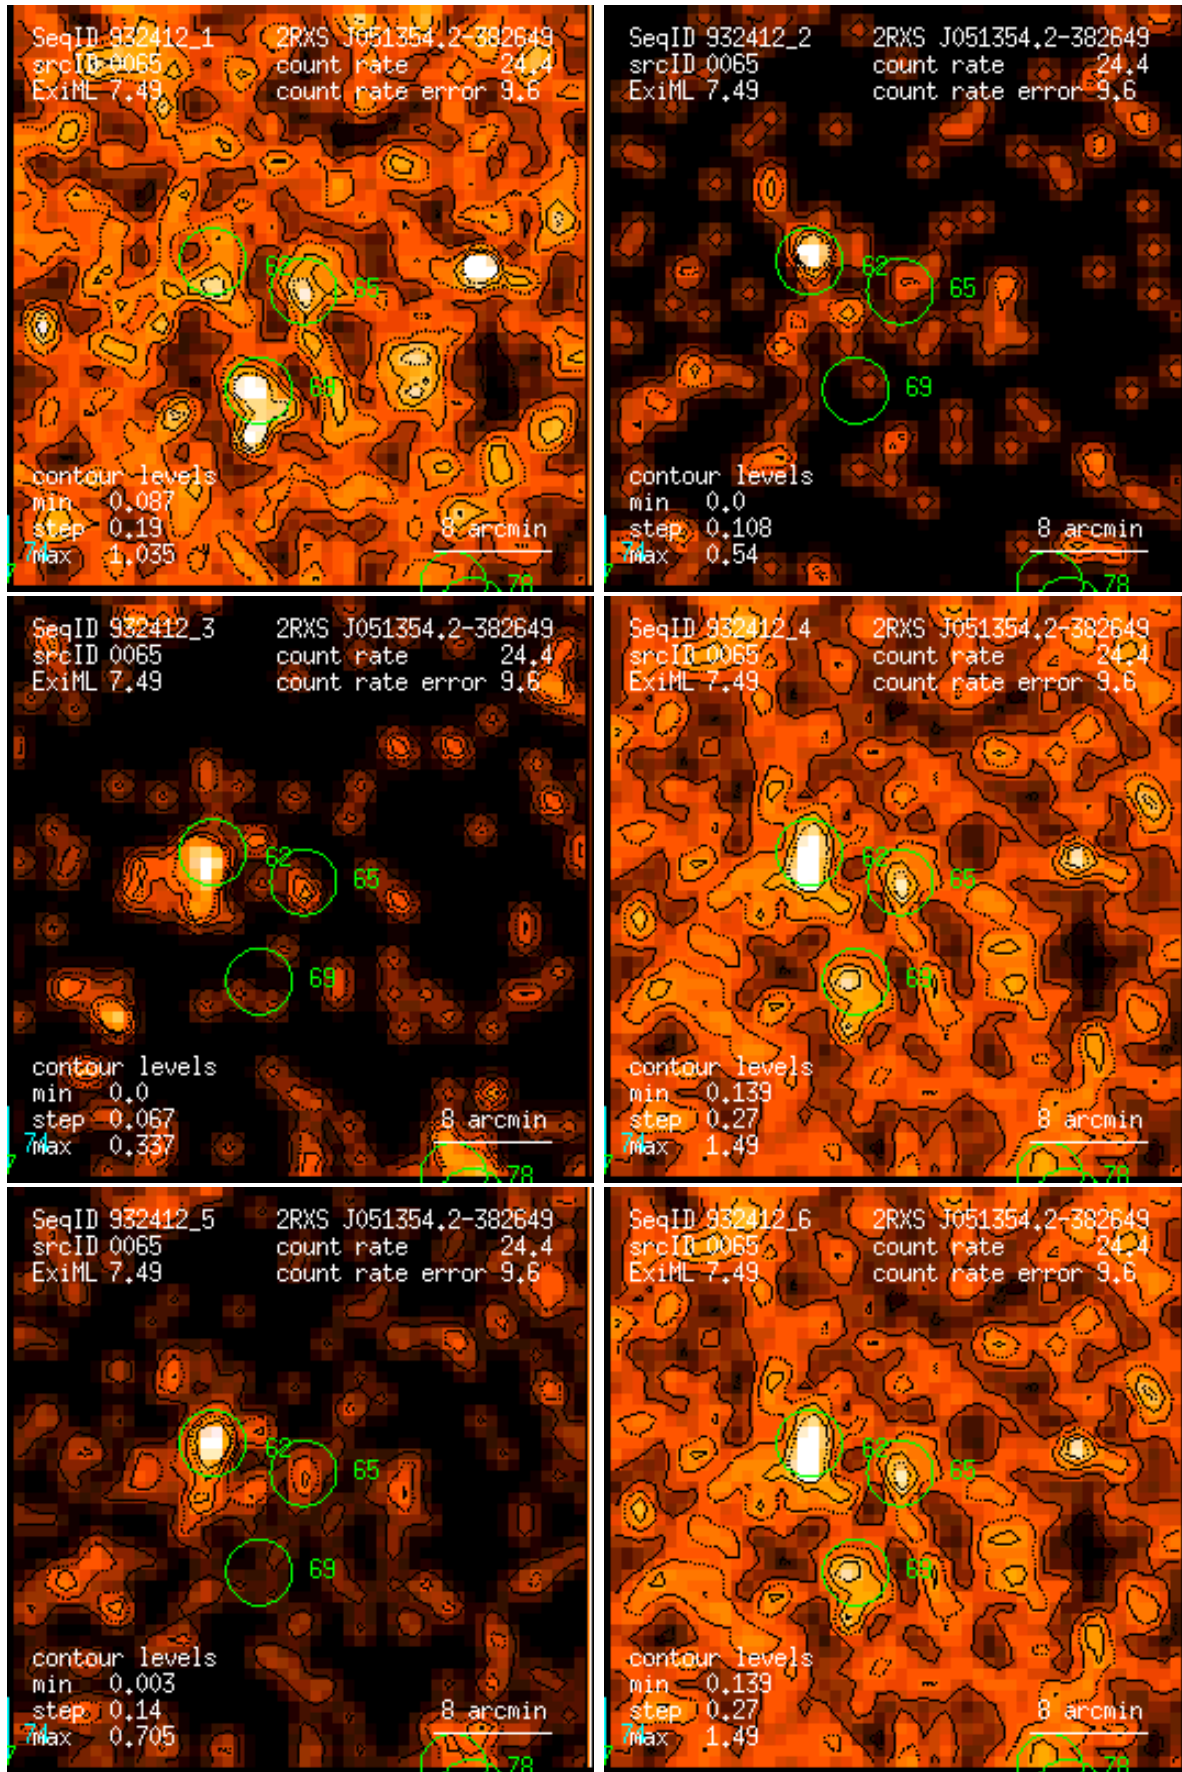 SeqID 932412_1 2RXS J051354.2-382649
srcID 0065 count rate 24.4
ExiML 7.49 count rate error 9.6
62
65
69
contour levels
min 0.087
step 0.19 8 arcmin
74 max 1.035
78
SeqID 932412_2 2RXS J051354.2-382649
srcID 0065 count rate 24.4
ExiML 7.49 count rate error 9.6
62
65
69
contour levels
min 0.0
step 0.108 8 arcmin
74 max 0.54
78
SeqID 932412_3 2RXS J051354.2-382649
srcID 0065 count rate 24.4
ExiML 7.49 count rate error 9.6
62
65
69
contour levels
min 0.0
step 0.067 8 arcmin
74 max 0.337
78
SeqID 932412_4 2RXS J051354.2-382649
srcID 0065 count rate 24.4
ExiML 7.49 count rate error 9.6
62
65
69
contour levels
min 0.139
step 0.27 8 arcmin
74 max 1.49
78
SeqID 932412_5 2RXS J051354.2-382649
srcID 0065 count rate 24.4
ExiML 7.49 count rate error 9.6
62
65
69
contour levels
min 0.003
step 0.14 8 arcmin
74 max 0.705
78
SeqID 932412_6 2RXS J051354.2-382649
srcID 0065 count rate 24.4
ExiML 7.49 count rate error 9.6
62
65
69
contour levels
min 0.139
step 0.27 8 arcmin
74 max 1.49
78